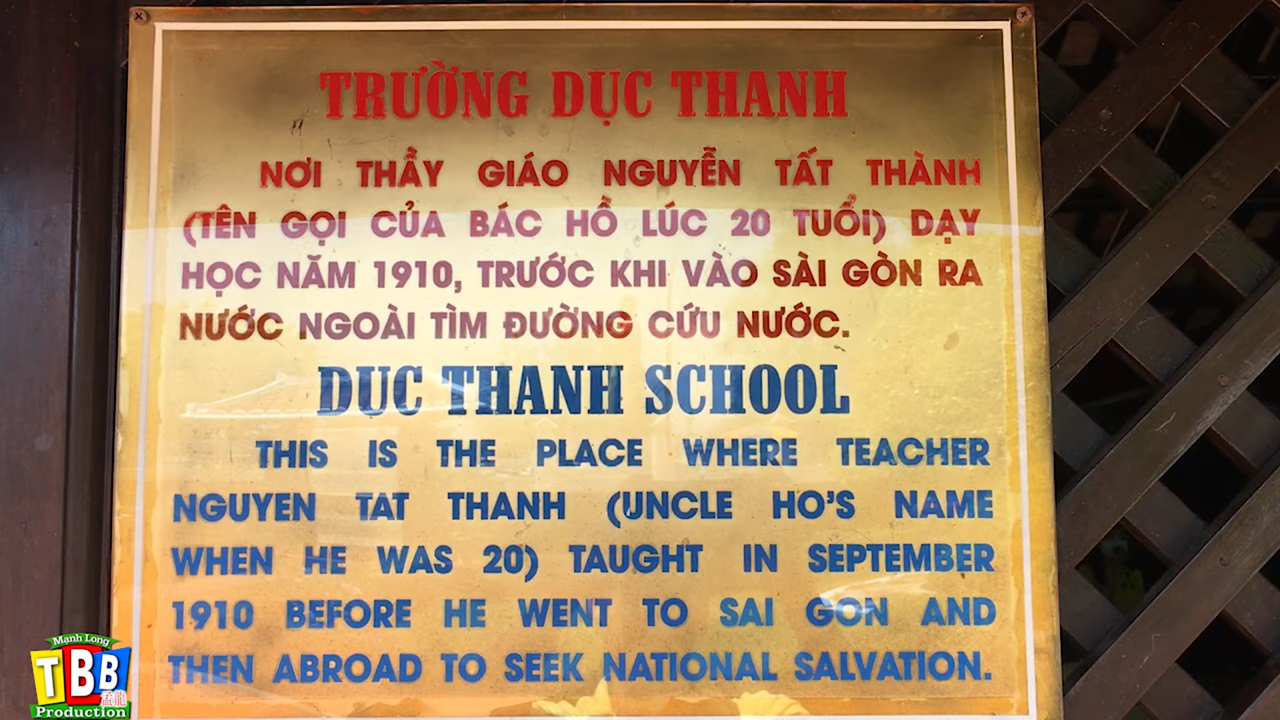 TRƯỜNG DỤC THANH
NƠI THẦY GIÁO NGUYỄN TẤT THÀNH
(TÊN GỌI CỦA BÁC HỒ LÚC 20 TUỔI) DẠY
HỌC NĂM 1910, TRƯỚC KHI VÀO SÀI GÒN RA
NƯỚC NGOÀI TÌM ĐƯỜNG CỨU NƯỚC.
DUC THANH SCHOOL
THIS IS THE PLACE WHERE TEACHER
NGUYEN TAT THANH (UNCLE HO'S NAME
WHEN HE WAS 20) TAUGHT IN SEPTEMBER
1910 BEFORE HE WENT TO SAI GON AND
THEN ABROAD TO SEEK NATIONAL SALVATION.
Mạnh Long
TBB
孟龍
Production